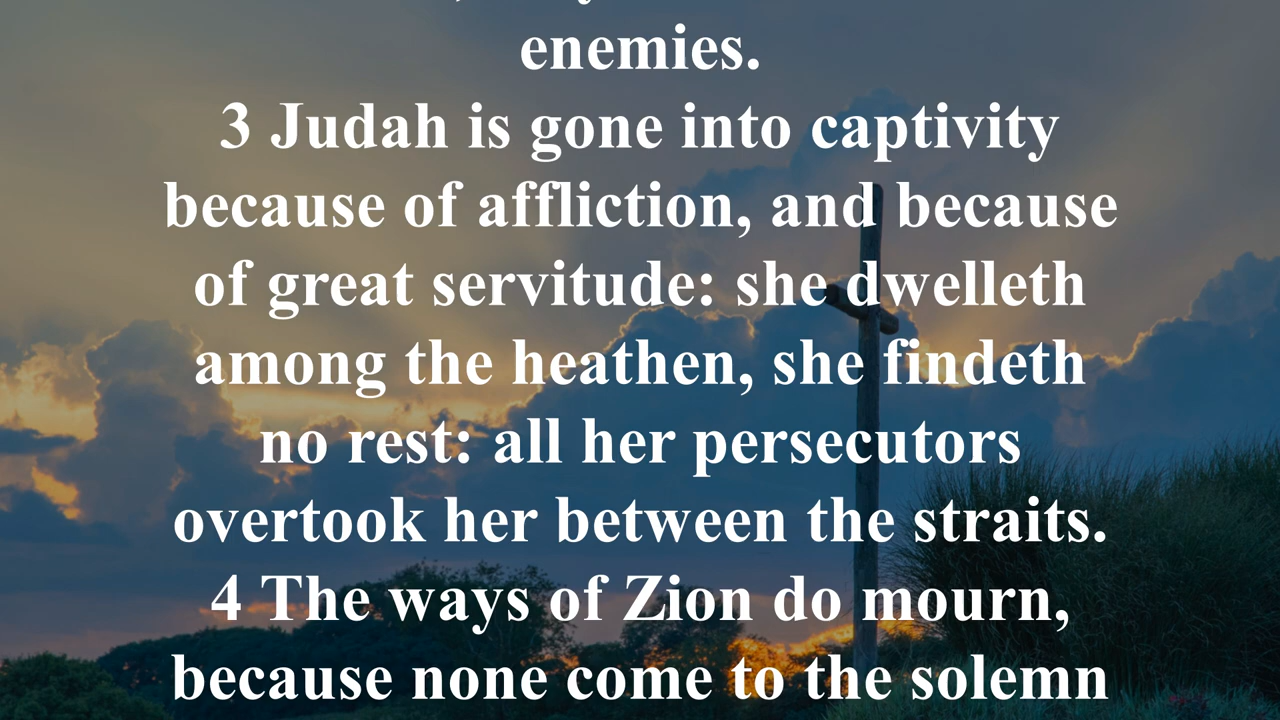 enemies.
3 Judah is gone into captivity
because of affliction, and because
of great servitude: she dwelleth
among the heathen, she findeth
no rest: all her persecutors
overtook her between the straits.
4 The ways of Zion do mourn,
because none come to the solemn